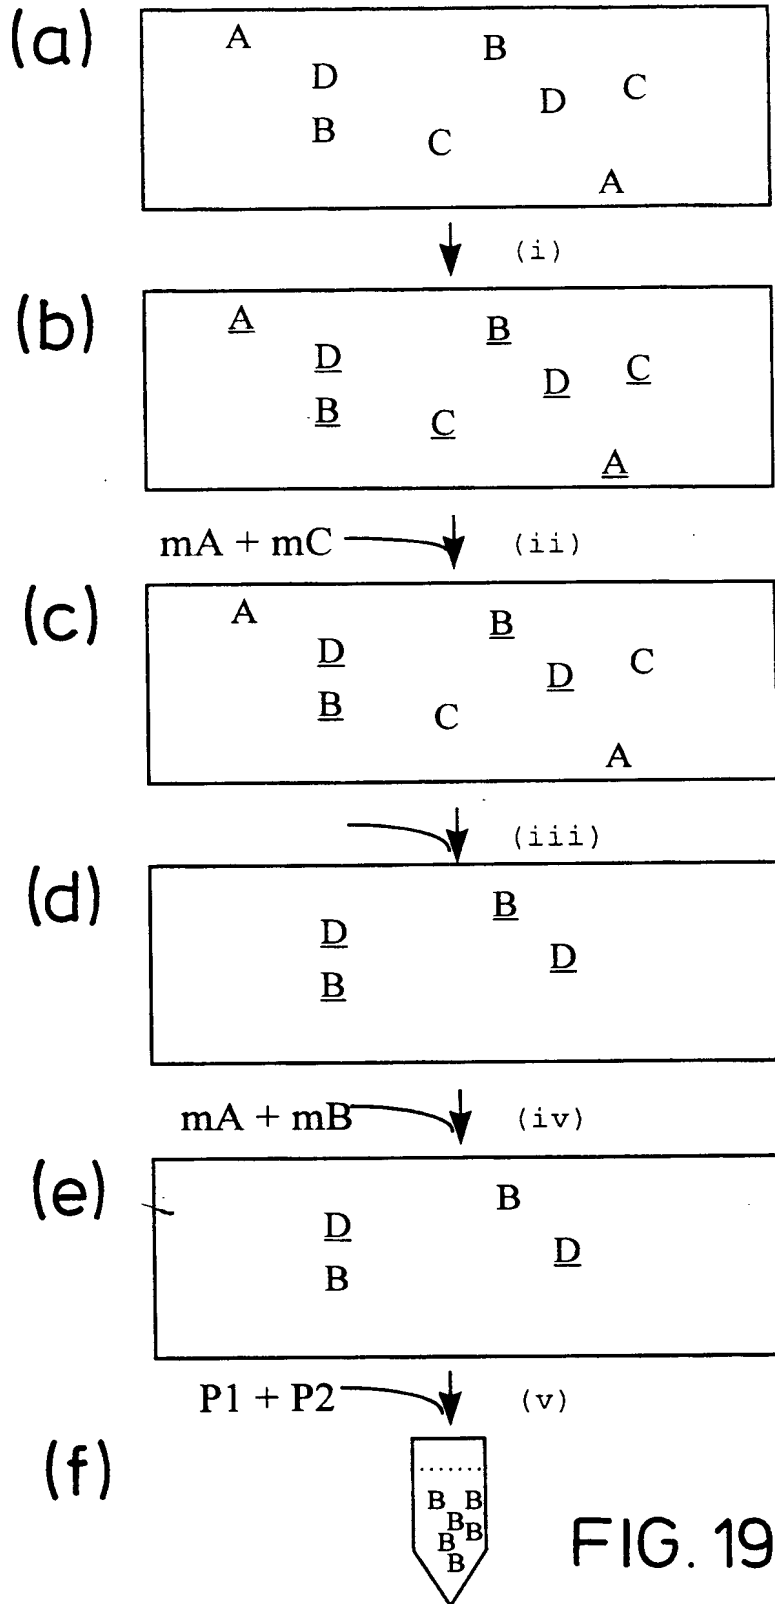 (a)
A B
D C
D
B C
A
(i)
(b)
A B
D C
D
B C
A
mA + mC (ii)
(c)
A B
D C
D
B C
A
(iii)
(d)
B
D
D
B
mA + mB (iv)
(e)
B
D
D
B
P1 + P2 (v)
(f)
B B
B
B
B
B
FIG. 19